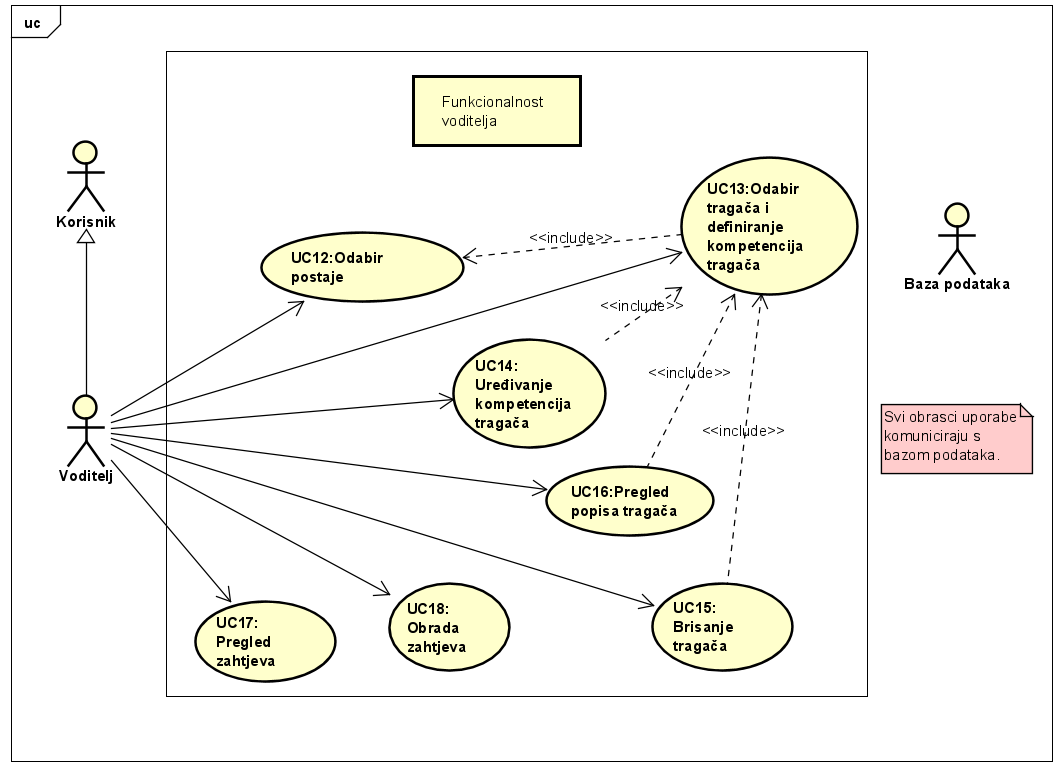 uc
Funkcionalnost
voditelja
Korisnik
UC13:Odabir
tragača i
definiranje
kompetencija
tragača
<<include>>
UC12:Odabir
postaje
Baza podataka
<<include>>
UC14:
Uređivanje
kompetencija
tragača
<<include>>
Svi obrasci uporabe
komuniciraju s
bazom podataka.
<<include>>
Voditelj
UC16:Pregled
popisa tragača
UC17:
Pregled
zahtjeva
UC18:
Obrada
zahtjeva
UC15:
Brisanje
tragača